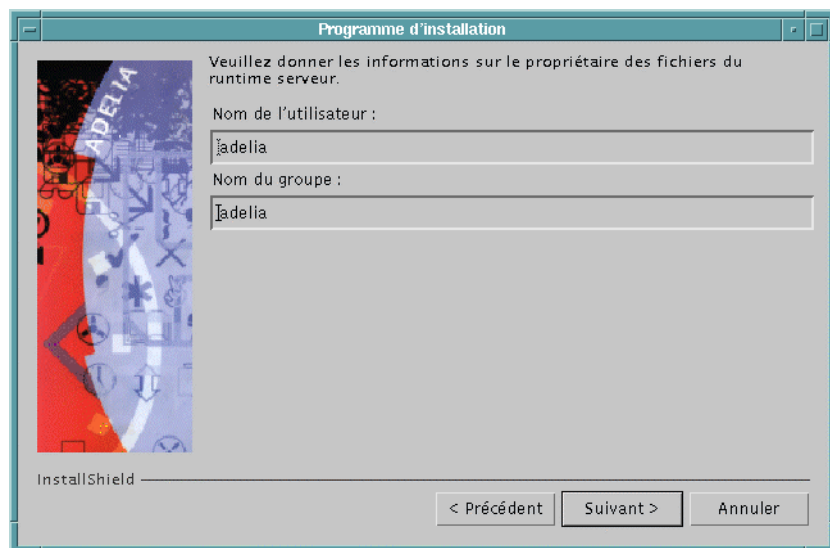 Programme d'installation
Veuillez donner les informations sur le propriétaire des fichiers du
runtime serveur.
ADELIA
Nom de l'utilisateur :
adelia
Nom du groupe :
adelia
InstallShield
< Précédent
Suivant >
Annuler